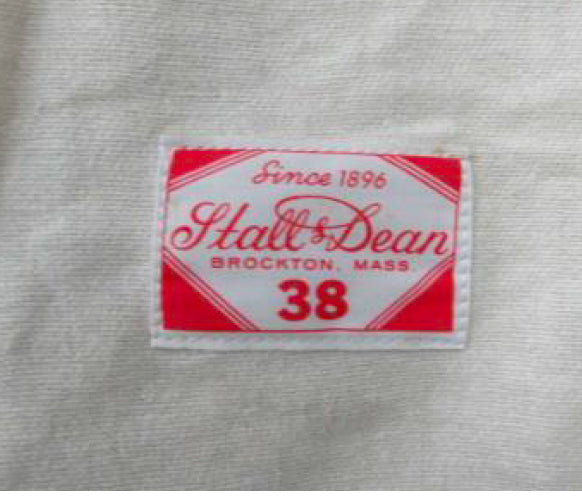 Since 1896
Stall & Dean
BROCKTON, MASS.
38